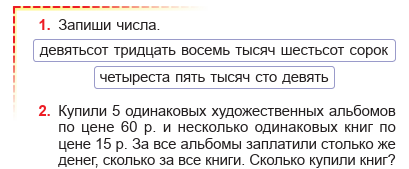 1. Запиши числа.
девятьсот тридцать восемь тысяч шестьсот сорок
четыреста пять тысяч сто девять
2. Купили 5 одинаковых художественных альбомов
по цене 60 р. и несколько одинаковых книг по
цене 15 р. За все альбомы заплатили столько же
денег, сколько за все книги. Сколько купили книг?